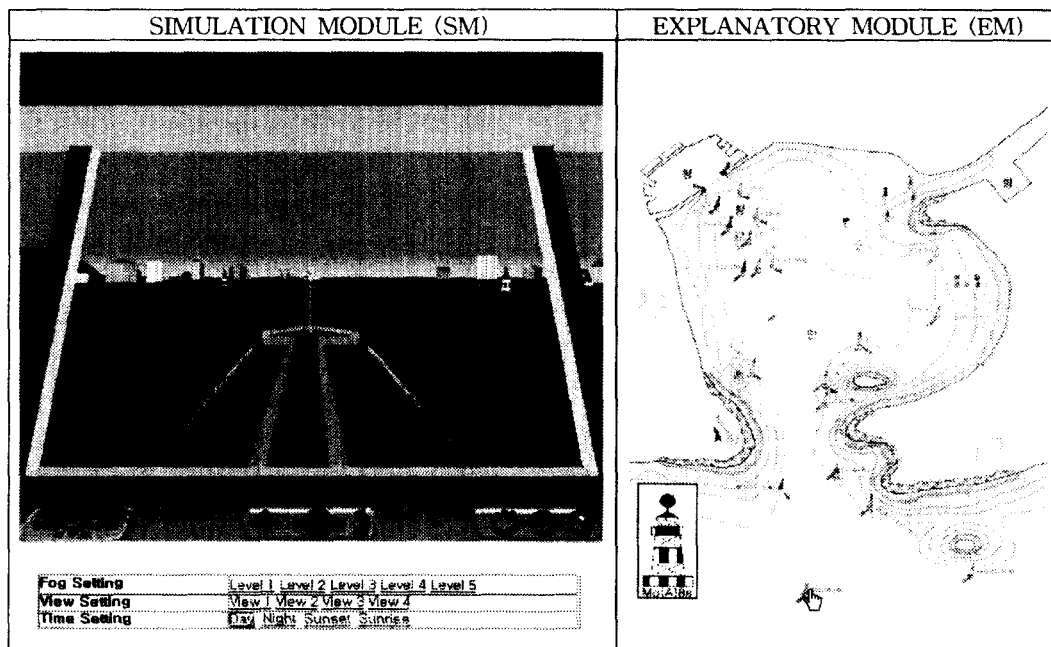 SIMULATION MODULE (SM)
EXPLANATORY MODULE (EM)
Fog Setting Level 1 Level 2 Level 3 Level 4 Level 5
View Setting View 1 View 2 View 3 View 4
Time Setting Day Night Sunset Sunrise